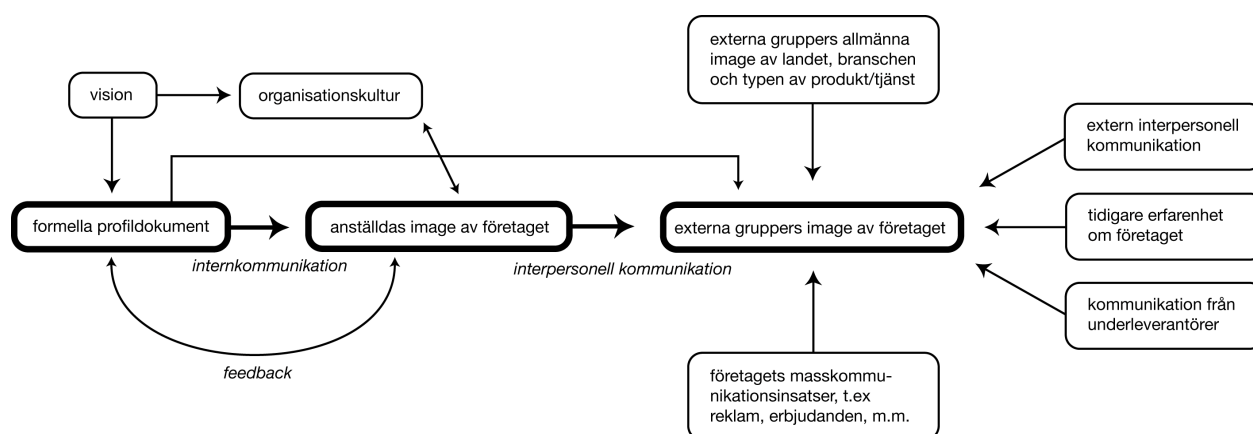 externa gruppers allmänna
image av landet, branschen
och typen av produkt/tjänst
vision
organisationskultur
extern interpersonell
kommunikation
formella profildokument
anställdas image av företaget
externa gruppers image av företaget
tidigare erfarenhet
om företaget
internkommunikation
interpersonell kommunikation
kommunikation från
underleverantörer
feedback
företagets masskommu-
nikationsinsatser, t.ex
reklam, erbjudanden, m.m.